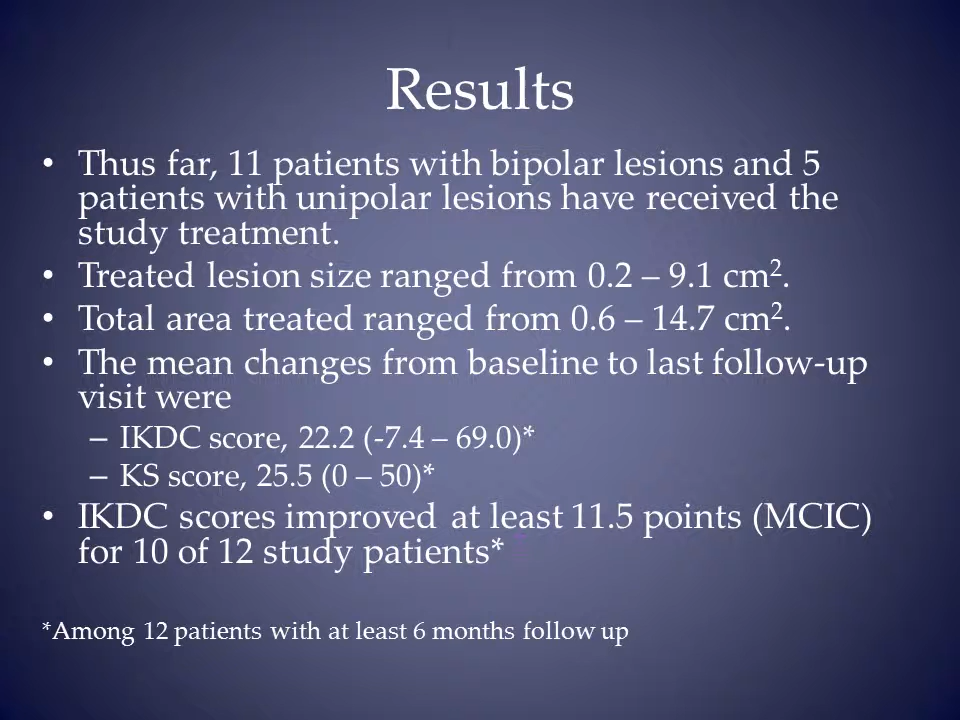 Results
• Thus far, 11 patients with bipolar lesions and 5
patients with unipolar lesions have received the
study treatment.
• Treated lesion size ranged from 0.2 – 9.1 cm².
• Total area treated ranged from 0.6 – 14.7 cm².
• The mean changes from baseline to last follow-up
visit were
– IKDC score, 22.2 (-7.4 – 69.0)*
– KS score, 25.5 (0 – 50)*
• IKDC scores improved at least 11.5 points (MCIC)
for 10 of 12 study patients*
*Among 12 patients with at least 6 months follow up